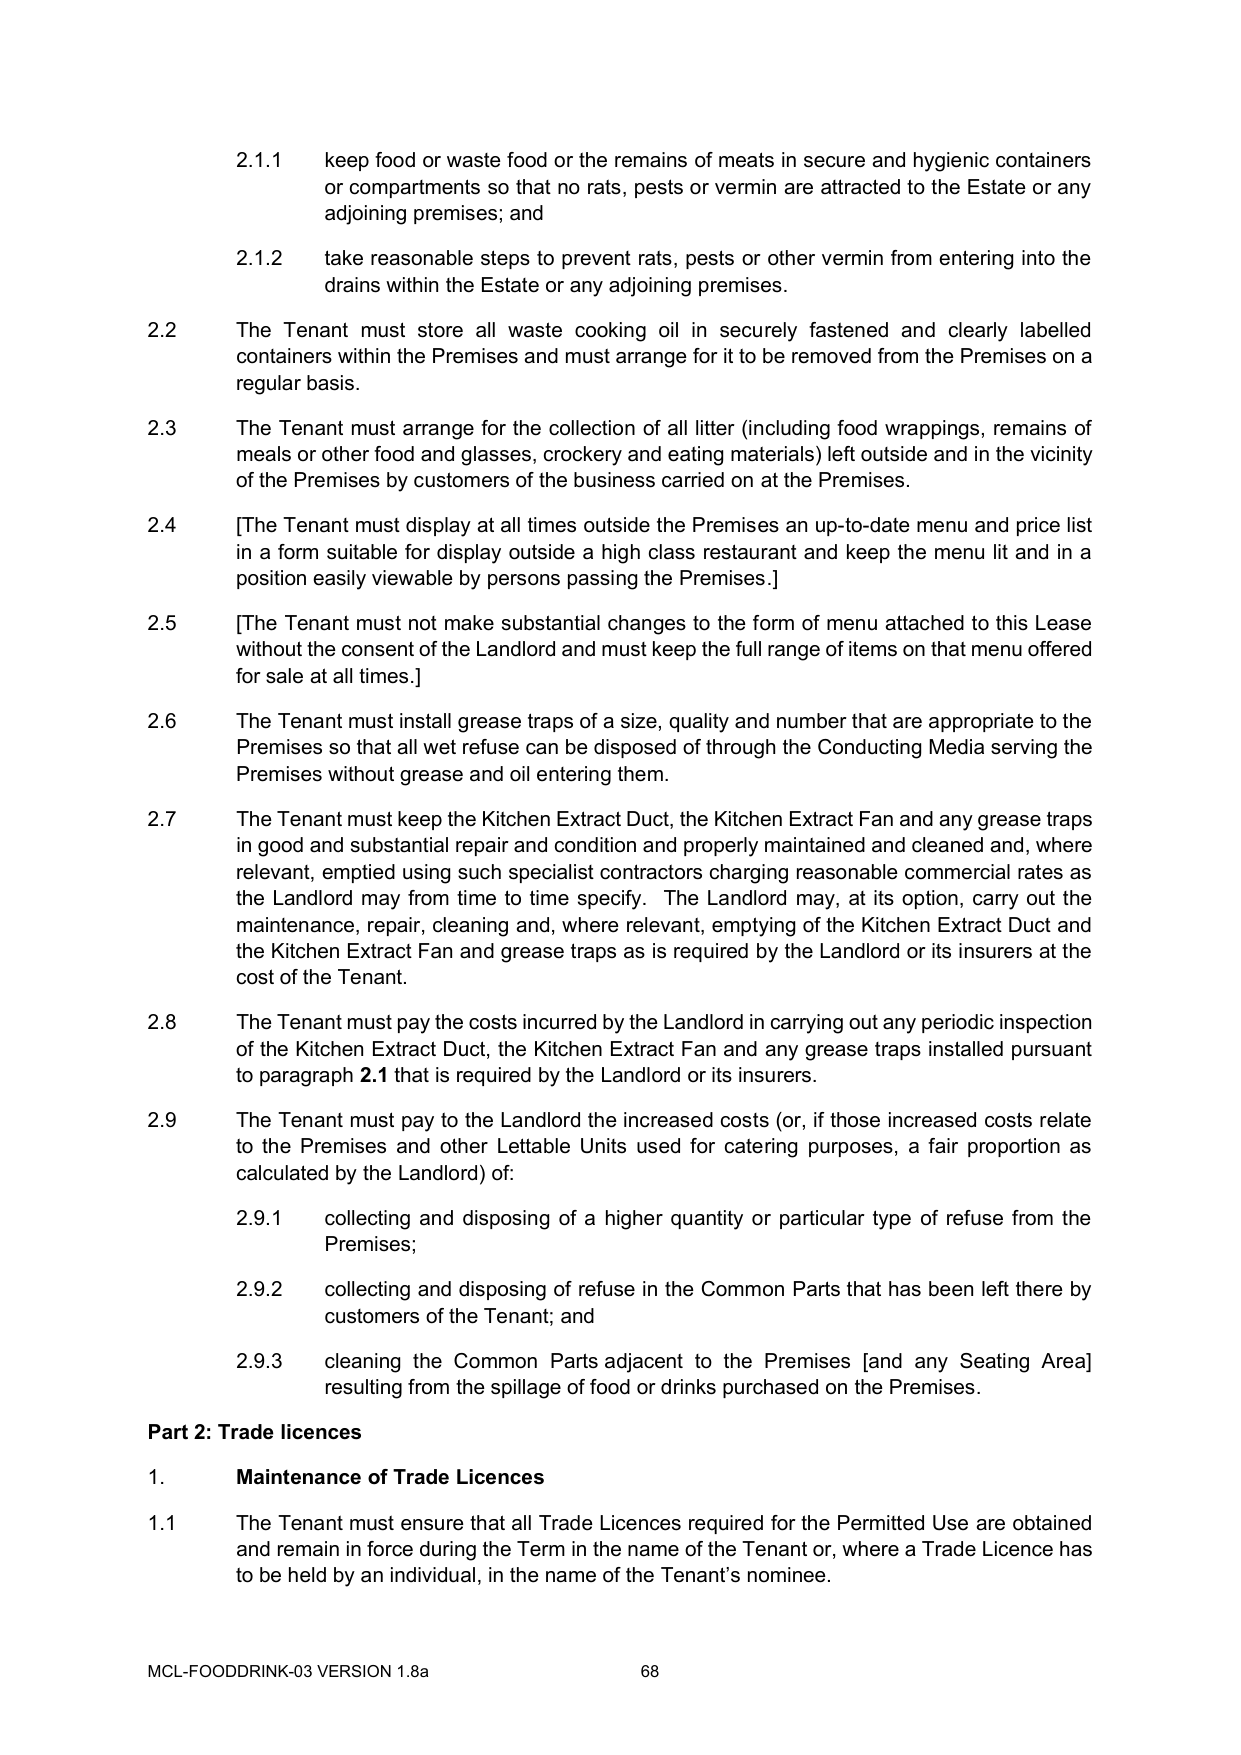 2.1.1 keep food or waste food or the remains of meats in secure and hygienic containers
or compartments so that no rats, pests or vermin are attracted to the Estate or any
adjoining premises; and
2.1.2 take reasonable steps to prevent rats, pests or other vermin from entering into the
drains within the Estate or any adjoining premises.
2.2 The Tenant must store all waste cooking oil in securely fastened and clearly labelled
containers within the Premises and must arrange for it to be removed from the Premises on a
regular basis.
2.3 The Tenant must arrange for the collection of all litter (including food wrappings, remains of
meals or other food and glasses, crockery and eating materials) left outside and in the vicinity
of the Premises by customers of the business carried on at the Premises.
2.4 [The Tenant must display at all times outside the Premises an up-to-date menu and price list
in a form suitable for display outside a high class restaurant and keep the menu lit and in a
position easily viewable by persons passing the Premises.]
2.5 [The Tenant must not make substantial changes to the form of menu attached to this Lease
without the consent of the Landlord and must keep the full range of items on that menu offered
for sale at all times.]
2.6 The Tenant must install grease traps of a size, quality and number that are appropriate to the
Premises so that all wet refuse can be disposed of through the Conducting Media serving the
Premises without grease and oil entering them.
2.7 The Tenant must keep the Kitchen Extract Duct, the Kitchen Extract Fan and any grease traps
in good and substantial repair and condition and properly maintained and cleaned and, where
relevant, emptied using such specialist contractors charging reasonable commercial rates as
the Landlord may from time to time specify. The Landlord may, at its option, carry out the
maintenance, repair, cleaning and, where relevant, emptying of the Kitchen Extract Duct and
the Kitchen Extract Fan and grease traps as is required by the Landlord or its insurers at the
cost of the Tenant.
2.8 The Tenant must pay the costs incurred by the Landlord in carrying out any periodic inspection
of the Kitchen Extract Duct, the Kitchen Extract Fan and any grease traps installed pursuant
to paragraph 2.1 that is required by the Landlord or its insurers.
2.9 The Tenant must pay to the Landlord the increased costs (or, if those increased costs relate
to the Premises and other Lettable Units used for catering purposes, a fair proportion as
calculated by the Landlord) of:
2.9.1 collecting and disposing of a higher quantity or particular type of refuse from the
Premises;
2.9.2 collecting and disposing of refuse in the Common Parts that has been left there by
customers of the Tenant; and
2.9.3 cleaning the Common Parts adjacent to the Premises [and any Seating Area]
resulting from the spillage of food or drinks purchased on the Premises.
Part 2: Trade licences
1. Maintenance of Trade Licences
1.1 The Tenant must ensure that all Trade Licences required for the Permitted Use are obtained
and remain in force during the Term in the name of the Tenant or, where a Trade Licence has
to be held by an individual, in the name of the Tenant’s nominee.
MCL-FOODDRINK-03 VERSION 1.8a 68